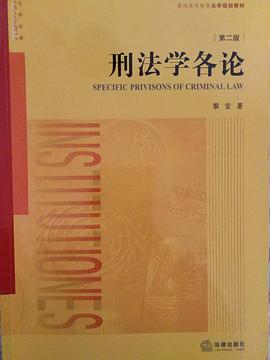 普通高等教育法学规划教材
刑法学各论
第二版
SPECIFIC PRIVISONS OF CRIMINAL LAW
黎宏 著
INSTITUTIONES
法律出版社